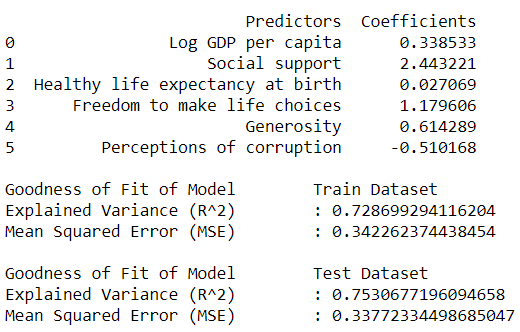 Predictors Coefficients
0 Log GDP per capita 0.338533
1 Social support 2.443221
2 Healthy life expectancy at birth 0.027069
3 Freedom to make life choices 1.179606
4 Generosity 0.614289
5 Perceptions of corruption -0.510168
Goodness of Fit of Model Train Dataset
Explained Variance (R^2) : 0.728699294116204
Mean Squared Error (MSE) : 0.342262374438454
Goodness of Fit of Model Test Dataset
Explained Variance (R^2) : 0.7530677196094658
Mean Squared Error (MSE) : 0.33772334498685047